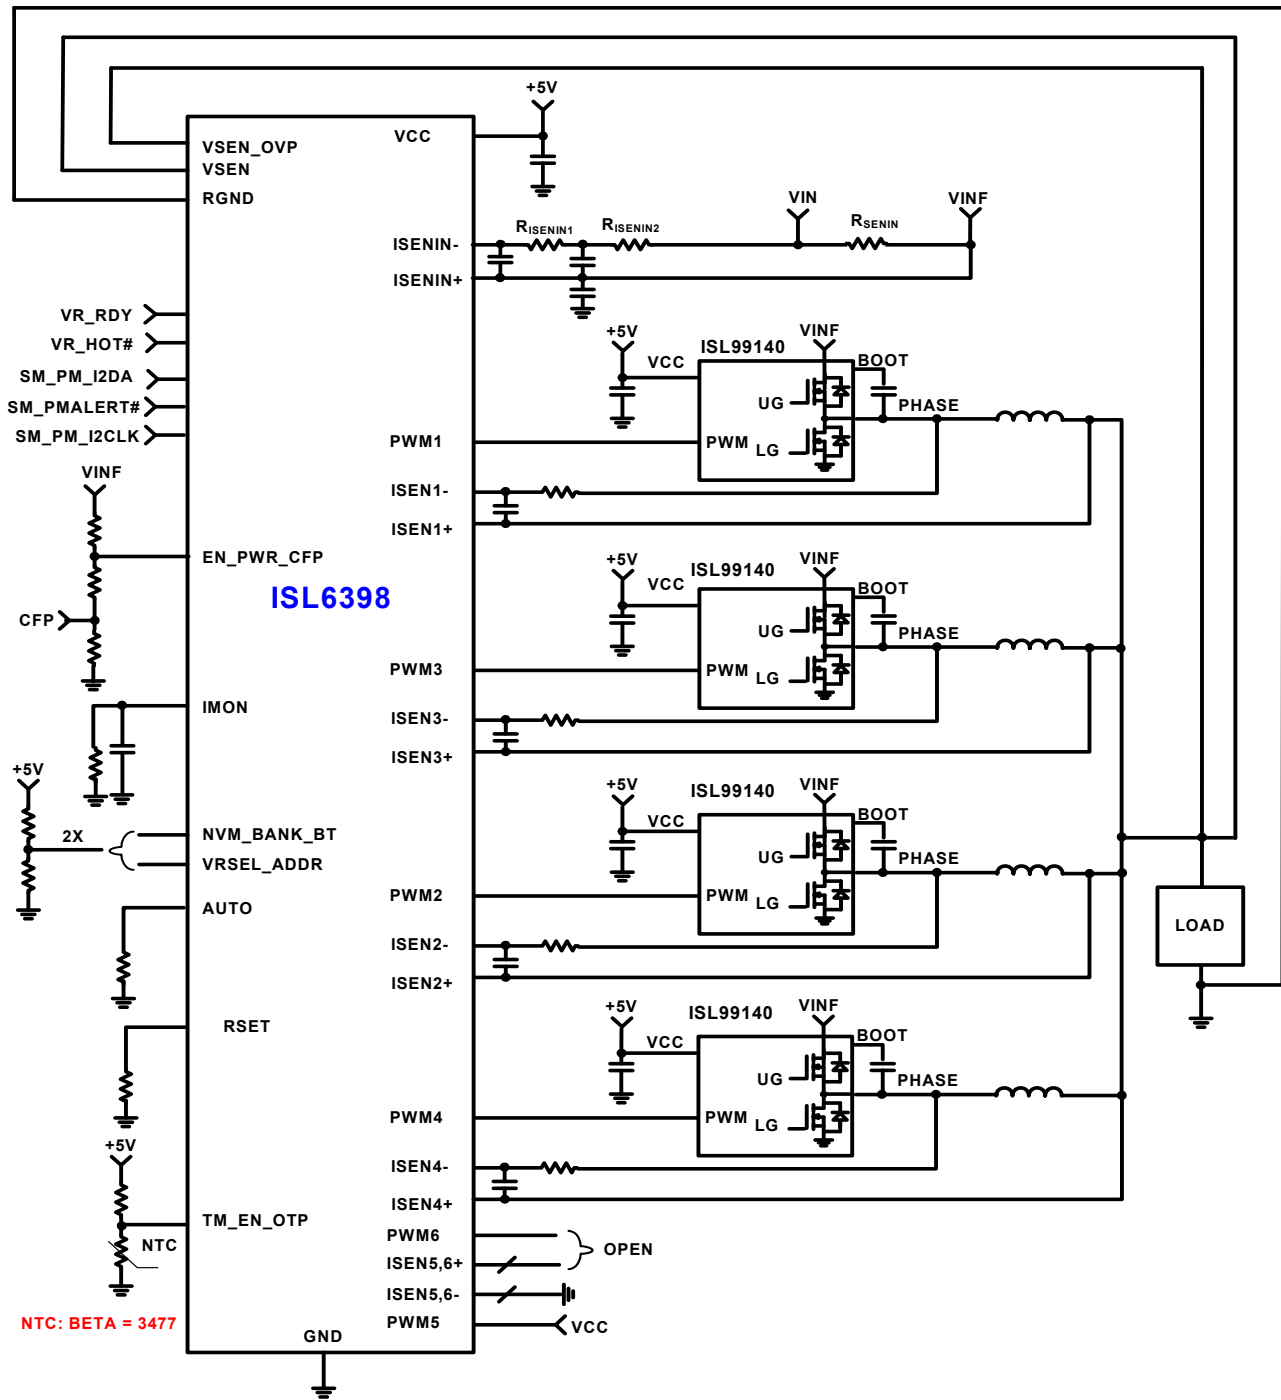 +5V
VSEN_OVP
VCC
VSEN
RGND
VIN
VINF
RISENIN1
RISENIN2
RSENIN
ISENIN-
ISENIN+
VR_RDY
VR_HOT#
SM_PM_I2DA
SM_PMALERT#
SM_PM_I2CLK
+5V
VCC
ISL99140
VINF
BOOT
UG
PHASE
PWM1
PWM
LG
VINF
ISEN1-
ISEN1+
EN_PWR_CFP
ISL6398
CFP
+5V
VCC
ISL99140
VINF
BOOT
UG
PHASE
PWM3
PWM
LG
IMON
ISEN3-
ISEN3+
+5V
2X
NVM_BANK_BT
VRSEL_ADDR
AUTO
+5V
VCC
ISL99140
VINF
BOOT
UG
PHASE
PWM2
PWM
LG
LOAD
ISEN2-
ISEN2+
RSET
+5V
VCC
ISL99140
VINF
BOOT
UG
PHASE
PWM4
PWM
LG
+5V
ISEN4-
ISEN4+
TM_EN_OTP
NTC
PWM6
OPEN
ISEN5,6+
ISEN5,6-
NTC: BETA = 3477
PWM5
VCC
GND